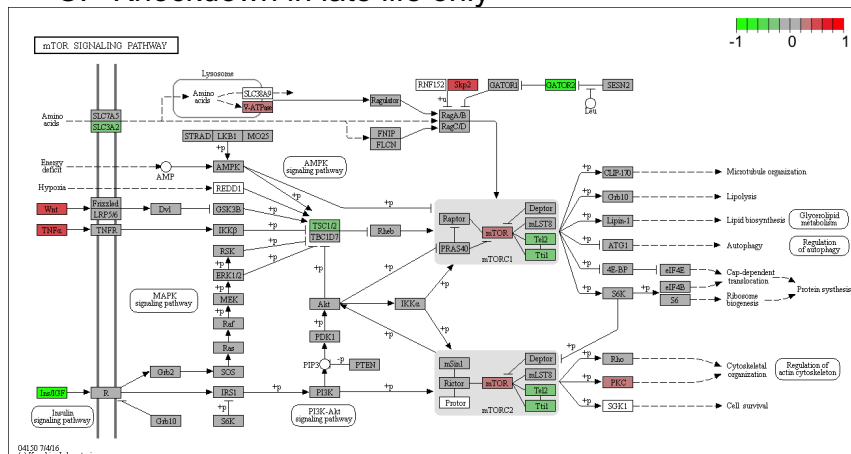 mTOR SIGNALING PATHWAY
-1 0 1
Lysosome
Amino acids
SLC38A9
V-ATPase
Ragulator
RNF152
Skp2
GATOR1
GATOR2
SESN2
+u
Leu
RagA/B
RagC/D
FNIP
FLCN
Amino acids
SLC7A5
SLC3A2
STRAD
LKB1
MO25
+p
Energy deficit
AMP
AMPK
AMPK signaling pathway
Hypoxia
REDD1
+p
Wnt
Frizzled
LRP5/6
Dvl
GSK3B
+p
TNFα
TNFR
IKKβ
+p
TSC1/2
TBC1D7
Rheb
RSK
+p
ERK1/2
+p
MEK
+p
Raf
Ras
SOS
Grb2
MAPK signaling pathway
Raptor
PRAS40
mTOR
Deptor
mLST8
Tel2
Tti1
mTORC1
+p
CLIP-170
Microtubule organization
+p
Grb10
Lipolysis
+p
Lipin-1
Lipid biosynthesis
Glycerolipid metabolism
+p
ATG1
Autophagy
Regulation of autophagy
+p
4E-BP
eIF4E
Cap-dependent translocation
+p
S6K
+p
eIF4B
S6
Ribosome biogenesis
Protein systhesis
Akt
IKKα
+p
PDK1
PIP3
-p
PTEN
PI3K
PI3K-Akt signaling pathway
Ins/IGF
R
IRS1
+p
S6K
Grb10
Insulin signaling pathway
mSin1
Rictor
Protor
mTOR
Deptor
mLST8
Tel2
Tti1
mTORC2
+p
Rho
PKC
SGK1
Cytoskeletal organization
Regulation of actin cytoskeleton
Cell survival
04150 7/4/16